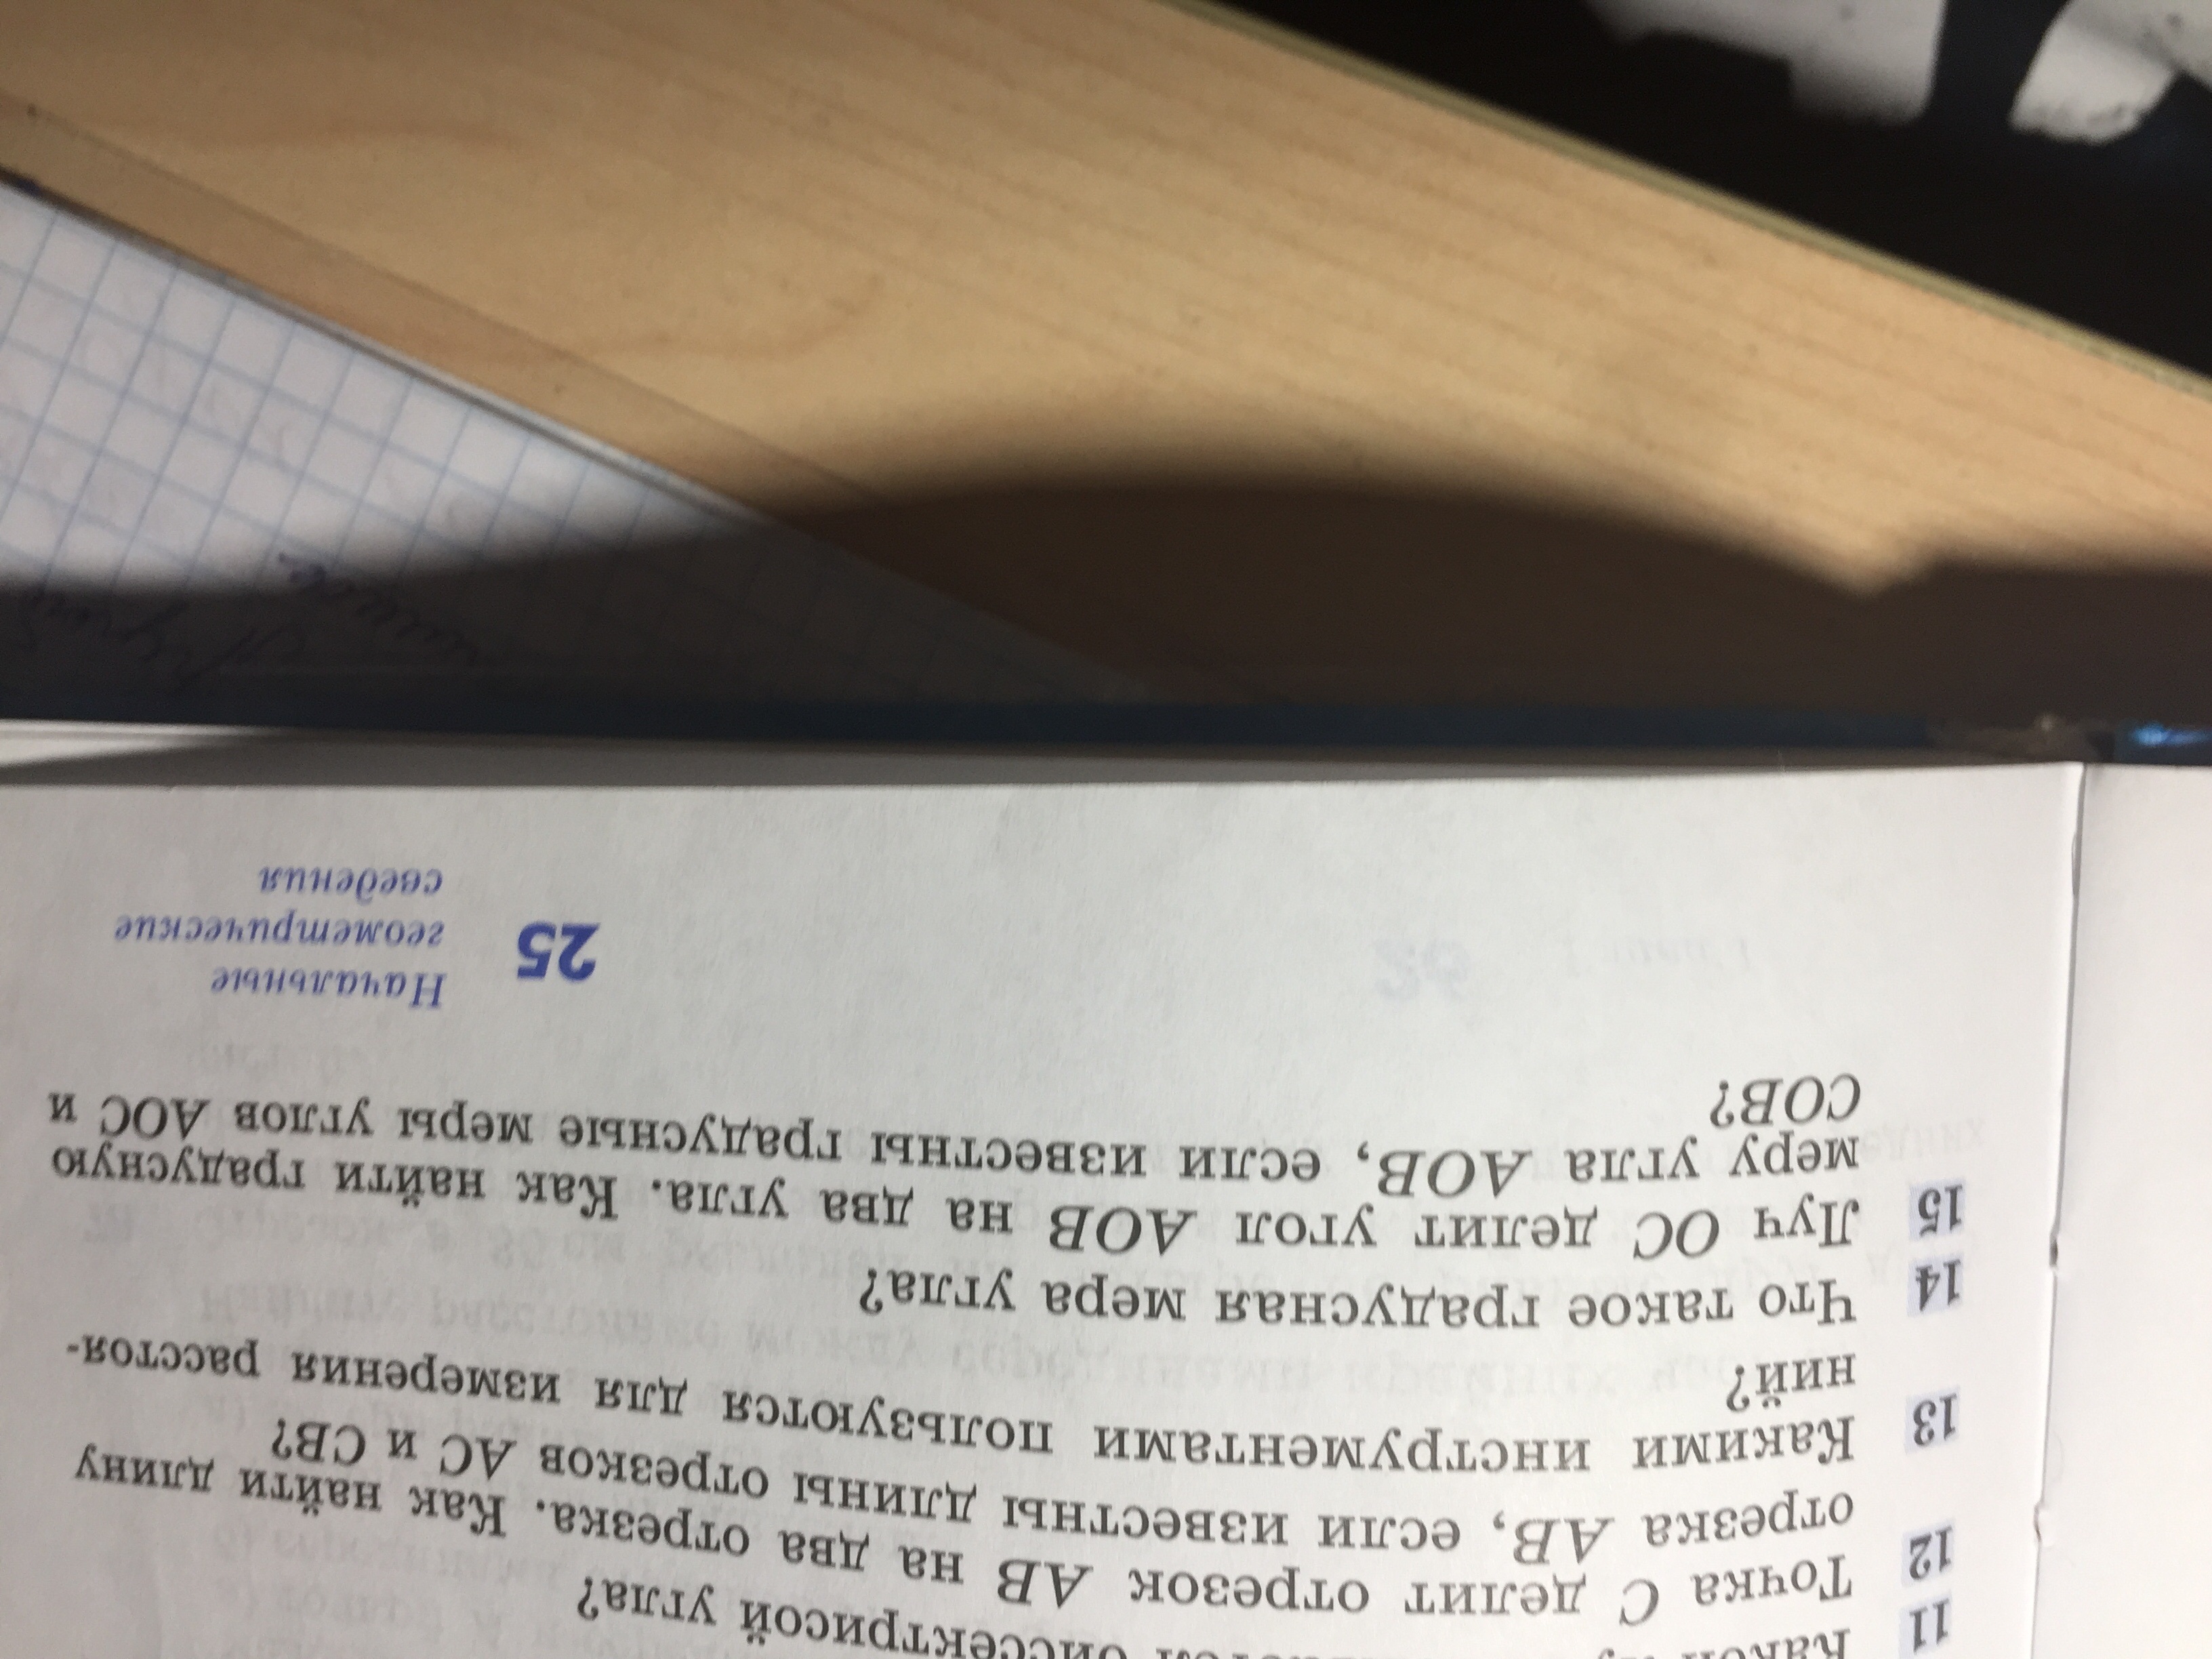 11 Какой биссектрисой угла?
12 Точка C делит отрезок AB на два отрезка. Как найти длину
отрезка AB, если известны длины отрезков AC и CB?
13 Какими инструментами пользуются для измерения расстоя-
ний?
14 Что такое градусная мера угла?
15 Луч OC делит угол AOB на два угла. Как найти градусную
меру угла AOB, если известны градусные меры углов AOC и
COB?
Начальные
геометрические
сведения
25